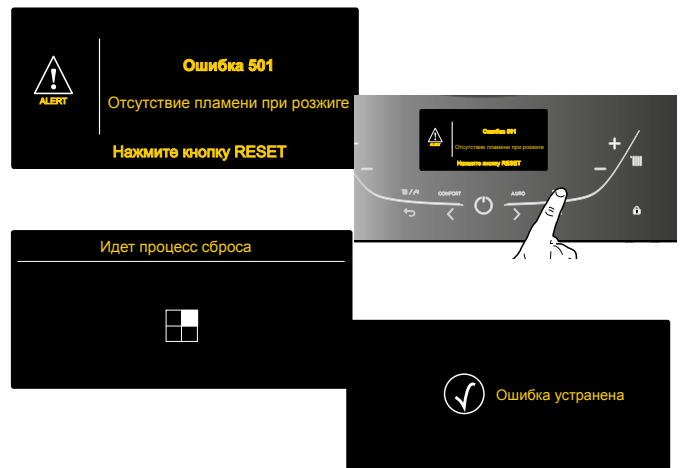 Ошибка 501
ALERT
Отсутствие пламени при розжиге
Нажмите кнопку RESET
Ошибка 501
ALERT
Отсутствие пламени при розжиге
Нажмите кнопку RESET
COMFORT
AUTO
Идет процесс сброса
Ошибка устранена